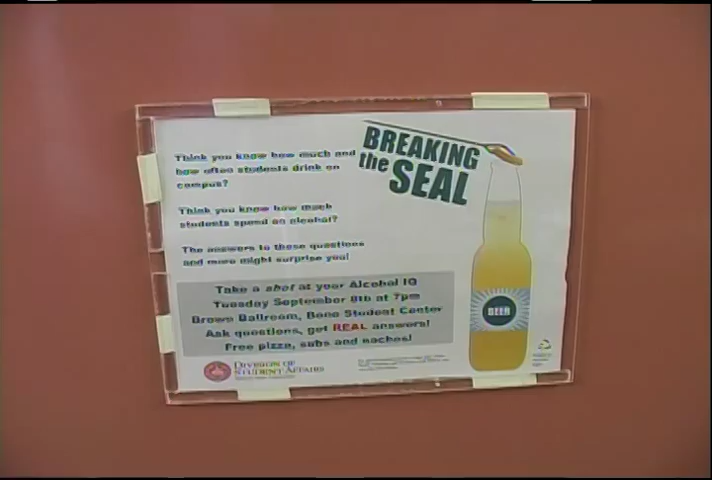 BREAKING
the SEAL
Think you know how much and
how often students drink on
campus?
Think you know how much
students spend on alcohol?
The answers to these questions
and more might surprise you!
Take a shot at your Alcohol IQ
Tuesday September 8th at 7pm
Brown Ballroom, Bone Student Center
Ask questions, get REAL answers!
Free pizza, subs and nachos!
BEER
DIVISION OF
STUDENT AFFAIRS